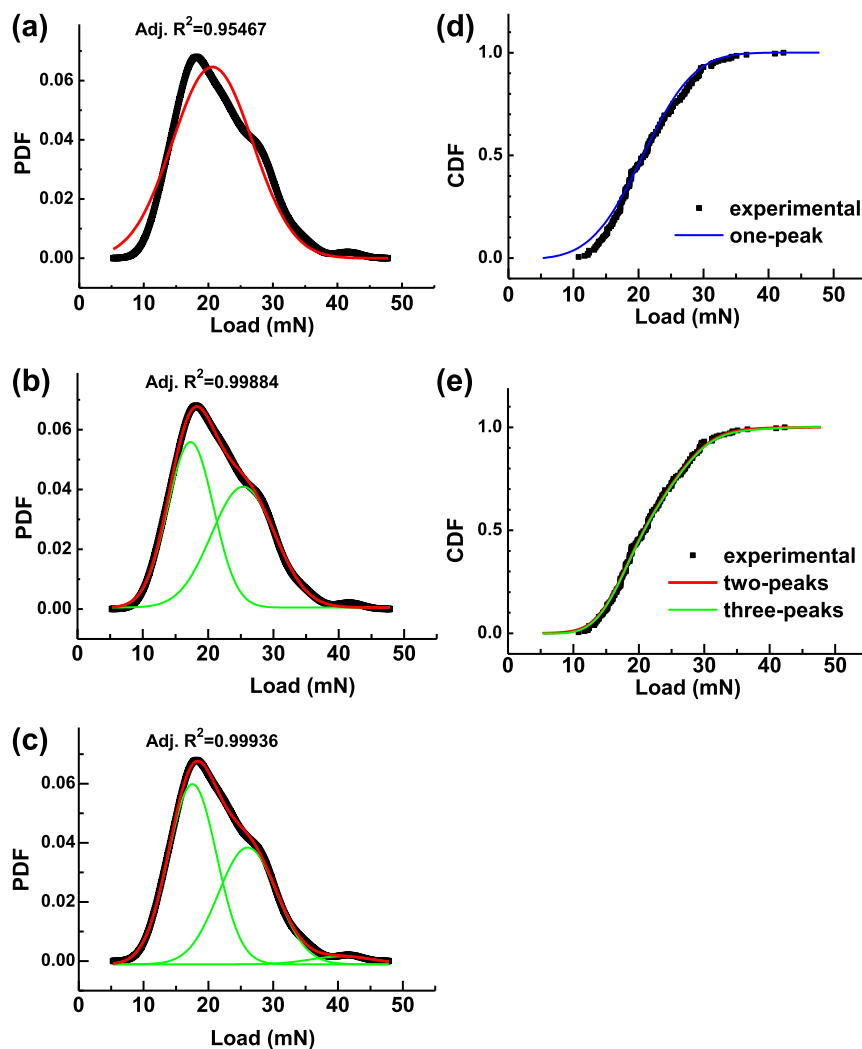 (a)
Adj. R²=0.95467
PDF
0.06
0.04
0.02
0.00
0 10 20 30 40 50
Load (mN)
(d)
CDF
1.0
0.5
0.0
experimental
one-peak
0 10 20 30 40 50
Load (mN)
(b)
Adj. R²=0.99884
PDF
0.06
0.04
0.02
0.00
0 10 20 30 40 50
Load (mN)
(e)
CDF
1.0
0.5
0.0
experimental
two-peaks
three-peaks
0 10 20 30 40 50
Load (mN)
(c)
Adj. R²=0.99936
PDF
0.06
0.04
0.02
0.00
0 10 20 30 40 50
Load (mN)